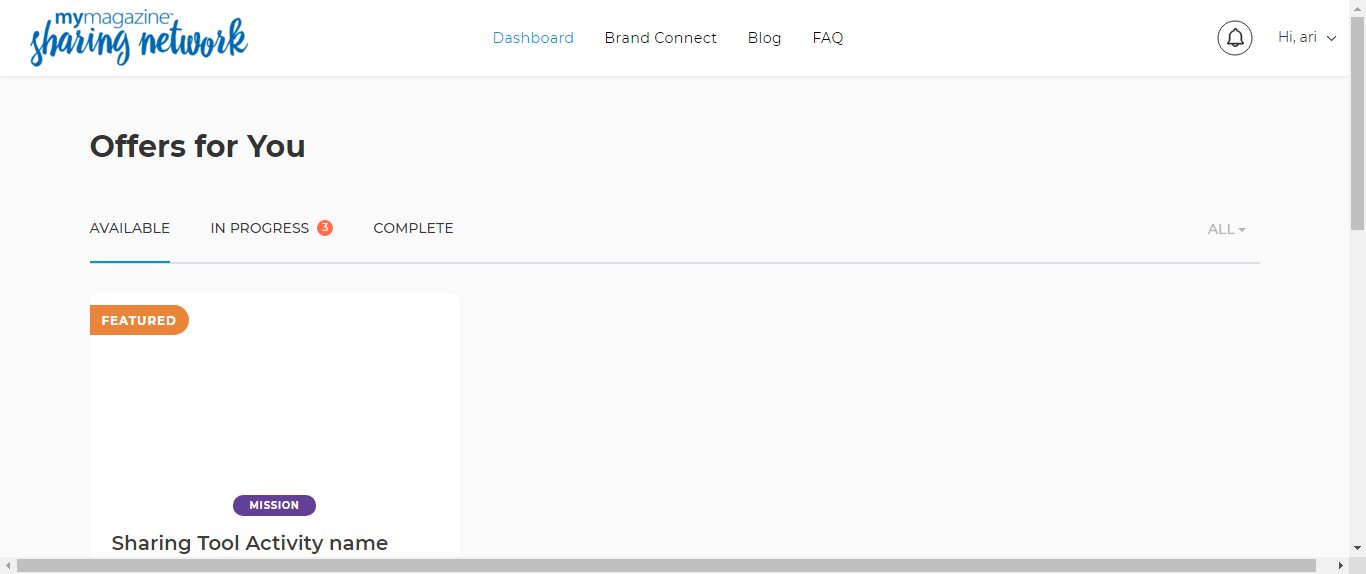 mymagazine™
sharing network
Dashboard Brand Connect Blog FAQ
Hi, ari
Offers for You
AVAILABLE IN PROGRESS 3 COMPLETE
ALL
FEATURED
MISSION
Sharing Tool Activity name